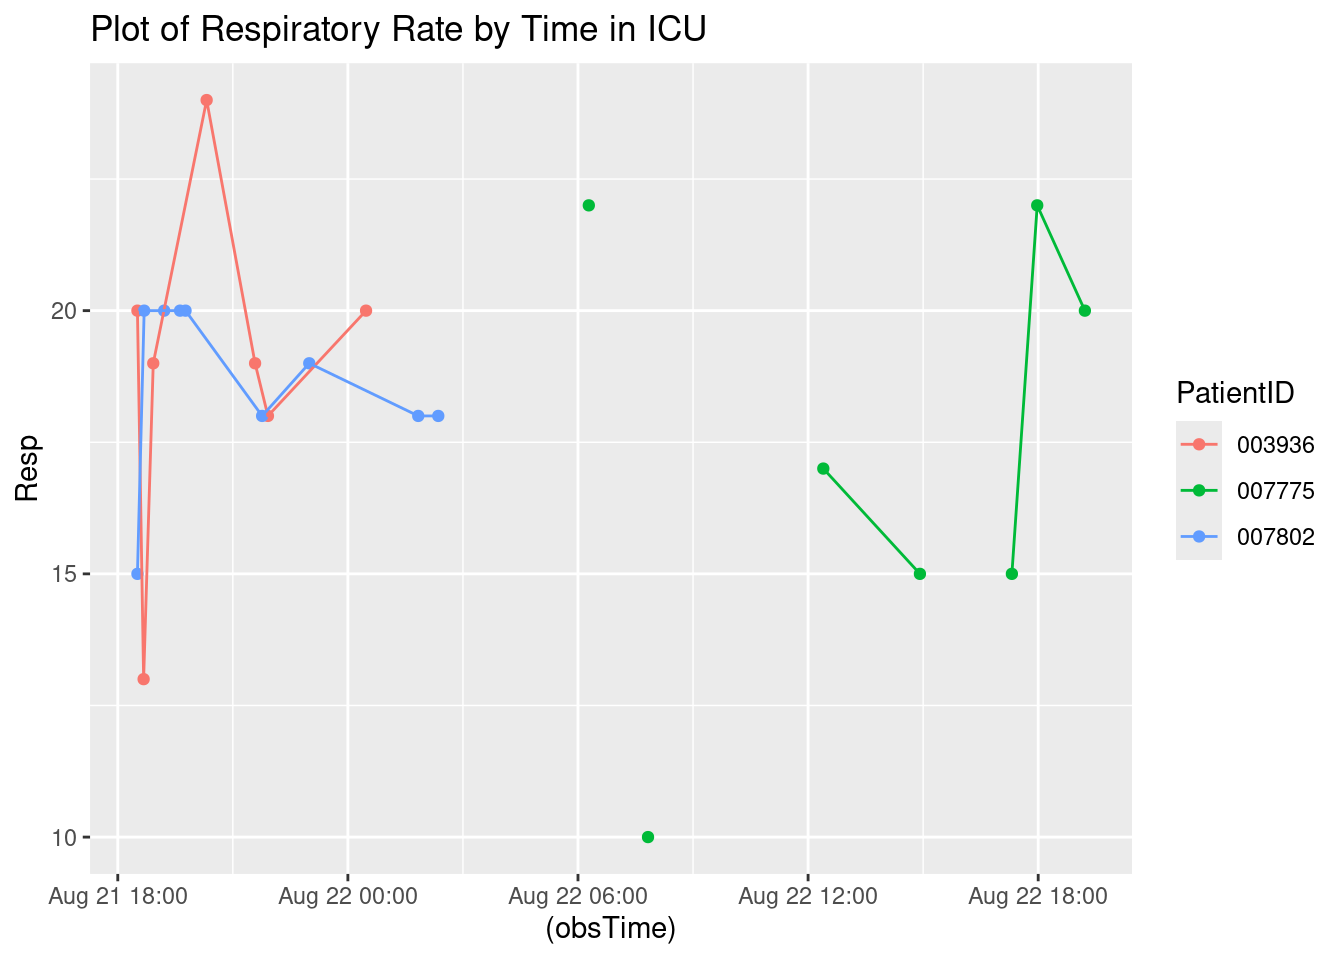 Plot of Respiratory Rate by Time in ICU
Resp
20
15
10
Aug 21 18:00
Aug 22 00:00
Aug 22 06:00
Aug 22 12:00
Aug 22 18:00
(obsTime)
PatientID
003936
007775
007802